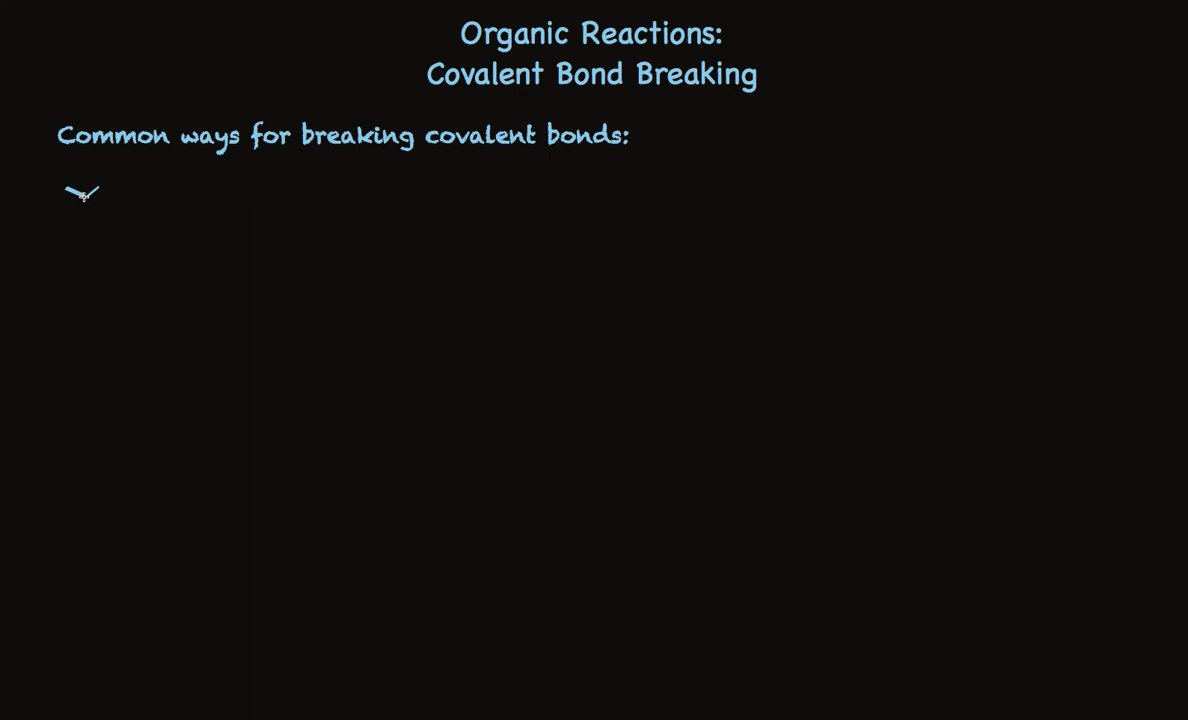 Organic Reactions:
Covalent Bond Breaking
Common ways for breaking covalent bonds: